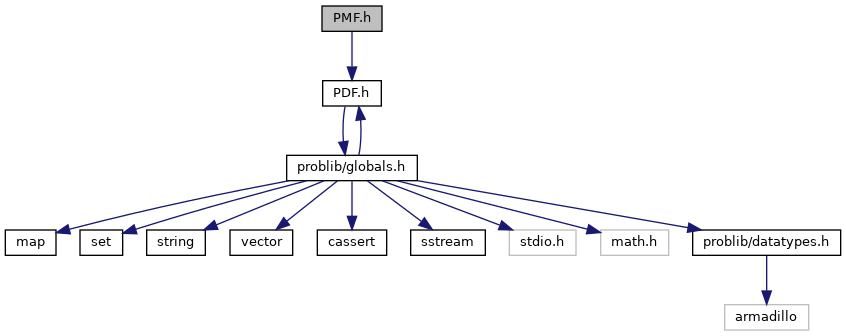 PMF.h
PDF.h
problib/globals.h
map
set
string
vector
cassert
sstream
stdio.h
math.h
problib/datatypes.h
armadillo